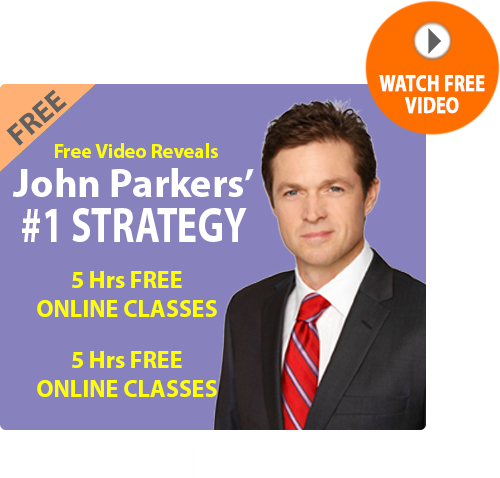 WATCH FREE
VIDEO
FREE
Free Video Reveals
John Parkers’
#1 STRATEGY
5 Hrs FREE
ONLINE CLASSES
5 Hrs FREE
ONLINE CLASSES